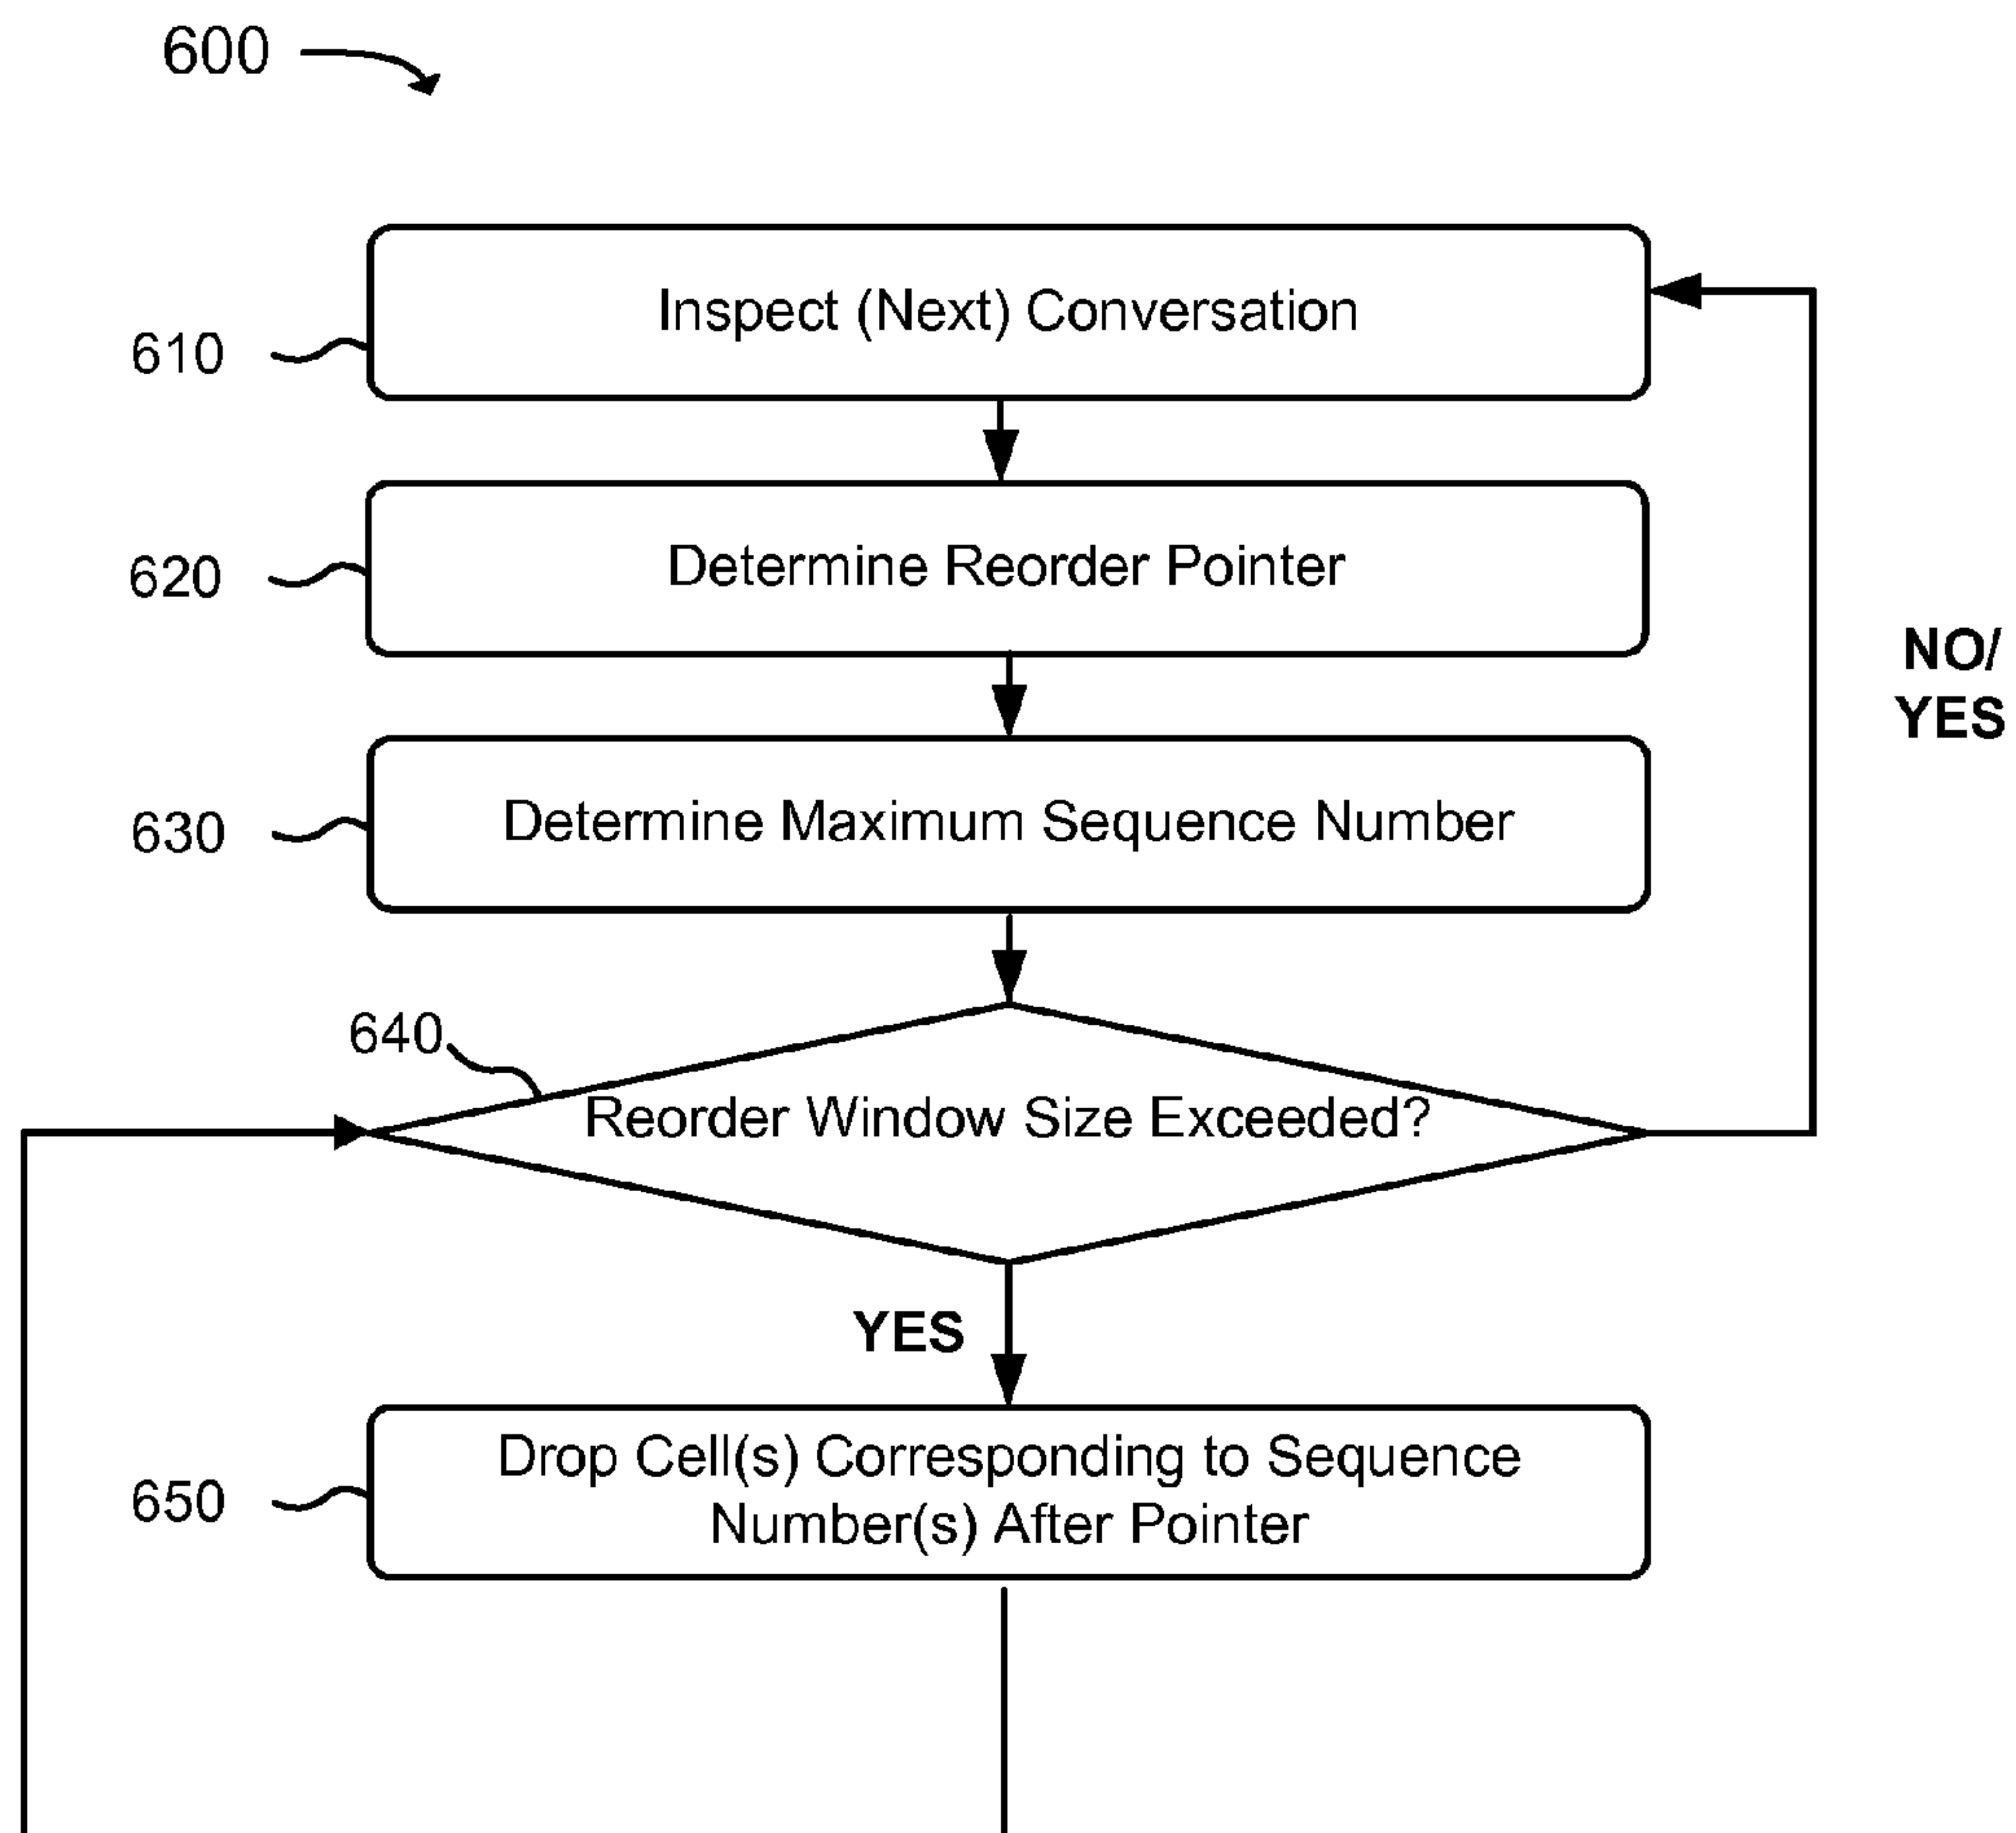 600
Inspect (Next) Conversation
610
Determine Reorder Pointer
620
NO/
YES
Determine Maximum Sequence Number
630
640
Reorder Window Size Exceeded?
YES
Drop Cell(s) Corresponding to Sequence
Number(s) After Pointer
650